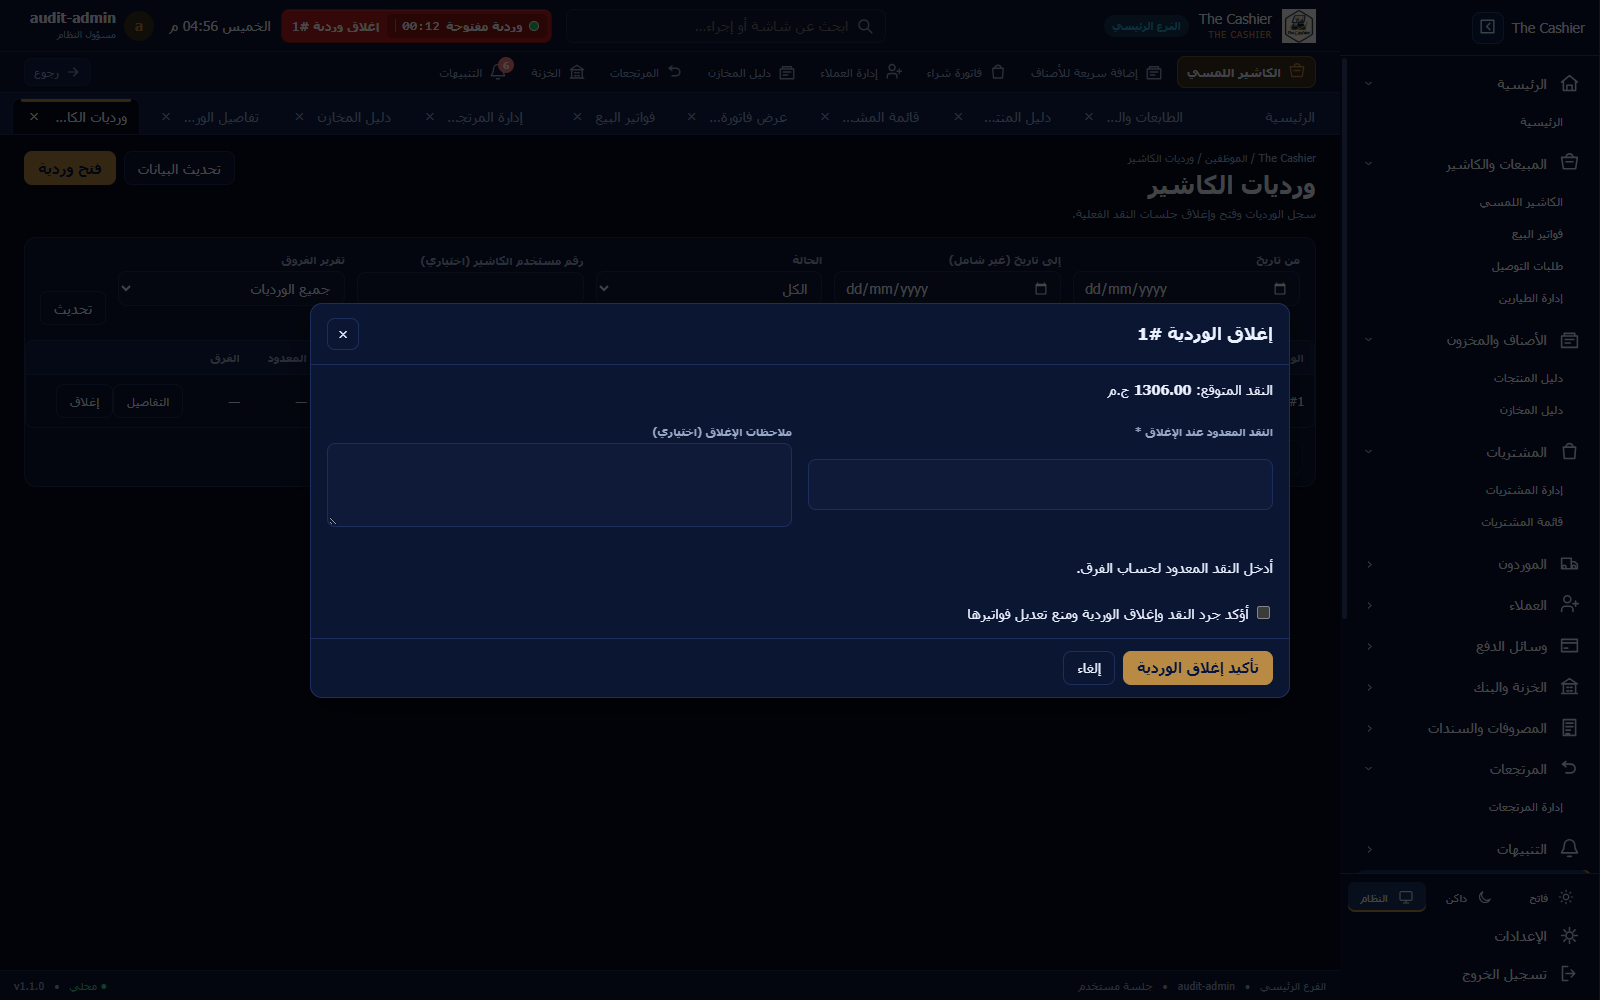 The Cashier
الرئيسية
الرئيسية
المبيعات والكاشير
الكاشير اللمسي
فواتير البيع
طلبات التوصيل
إدارة الطيارين
الأصناف والمخزون
دليل المنتجات
دليل المخازن
المشتريات
إدارة المشتريات
قائمة المشتريات
الموردون
العملاء
وسائل الدفع
الخزنة والبنك
المصروفات والسندات
المرتجعات
إدارة المرتجعات
التنبيهات
فاتح
داكن
النظام
الإعدادات
تسجيل الخروج
The Cashier
THE CASHIER
الفرع الرئيسي
ابحث عن شاشة أو إجراء...
وردية مفتوحة 00:12
إغلاق وردية #1
الخميس 04:56 م
audit-admin
مسؤول النظام
a
الكاشير اللمسي
إضافة سريعة للأصناف
فاتورة شراء
إدارة العملاء
دليل المخازن
المرتجعات
الخزنة
التنبيهات
6
رجوع
الرئيسية
الطابعات وال...
دليل المنتـ...
قائمة المشـ...
عرض فاتورة...
فواتير البيع
إدارة المرتجـ...
دليل المخازن
تفاصيل الور...
ورديات الكا...
The Cashier / الموظفين / ورديات الكاشير
ورديات الكاشير
سجل الورديات وفتح وإغلاق جلسات النقد الفعلية.
تحديث البيانات
فتح وردية
من تاريخ
إلى تاريخ (غير شامل)
الحالة
رقم مستخدم الكاشير (اختياري)
تقرير الفروق
dd/mm/yyyy
dd/mm/yyyy
الكل
جميع الورديات
تحديث
المعدود
الفرق
#1
—
—
التفاصيل
إغلاق
إغلاق الوردية #1
النقد المتوقع: 1306.00 ج.م
النقد المعدود عند الإغلاق *
ملاحظات الإغلاق (اختياري)
أدخل النقد المعدود لحساب الفرق.
أؤكد جرد النقد وإغلاق الوردية ومنع تعديل فواتيرها
تأكيد إغلاق الوردية
إلغاء
الفرع الرئيسي • audit-admin • جلسة مستخدم
محلي • v1.1.0